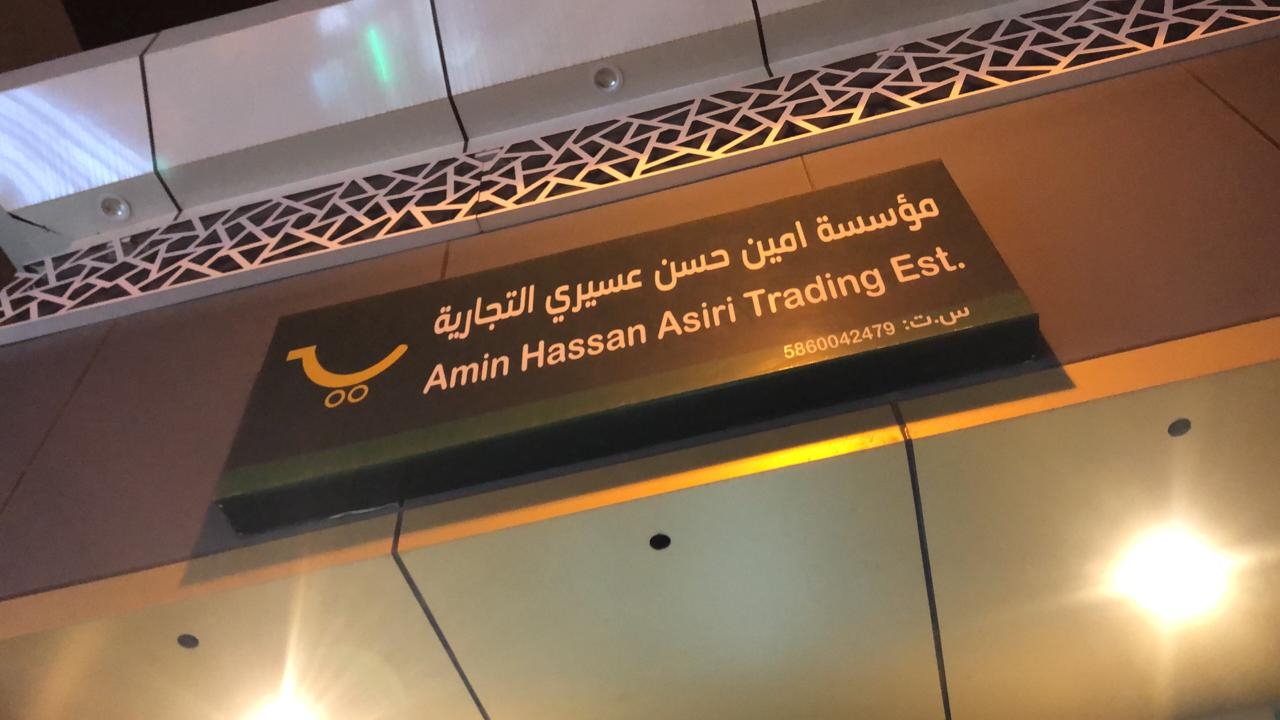 مؤسسة امين حسن عسيري التجارية
Amin Hassan Asiri Trading Est.
س.ت: 5860042479